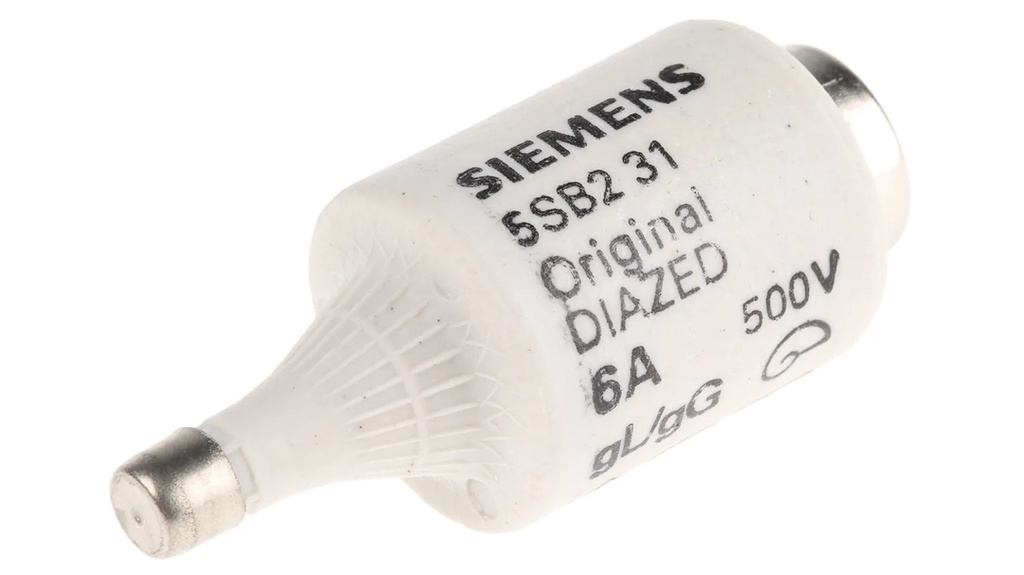 SIEMENS
5SB2 31
Original
DIAZED
6A 500V
gL/gG